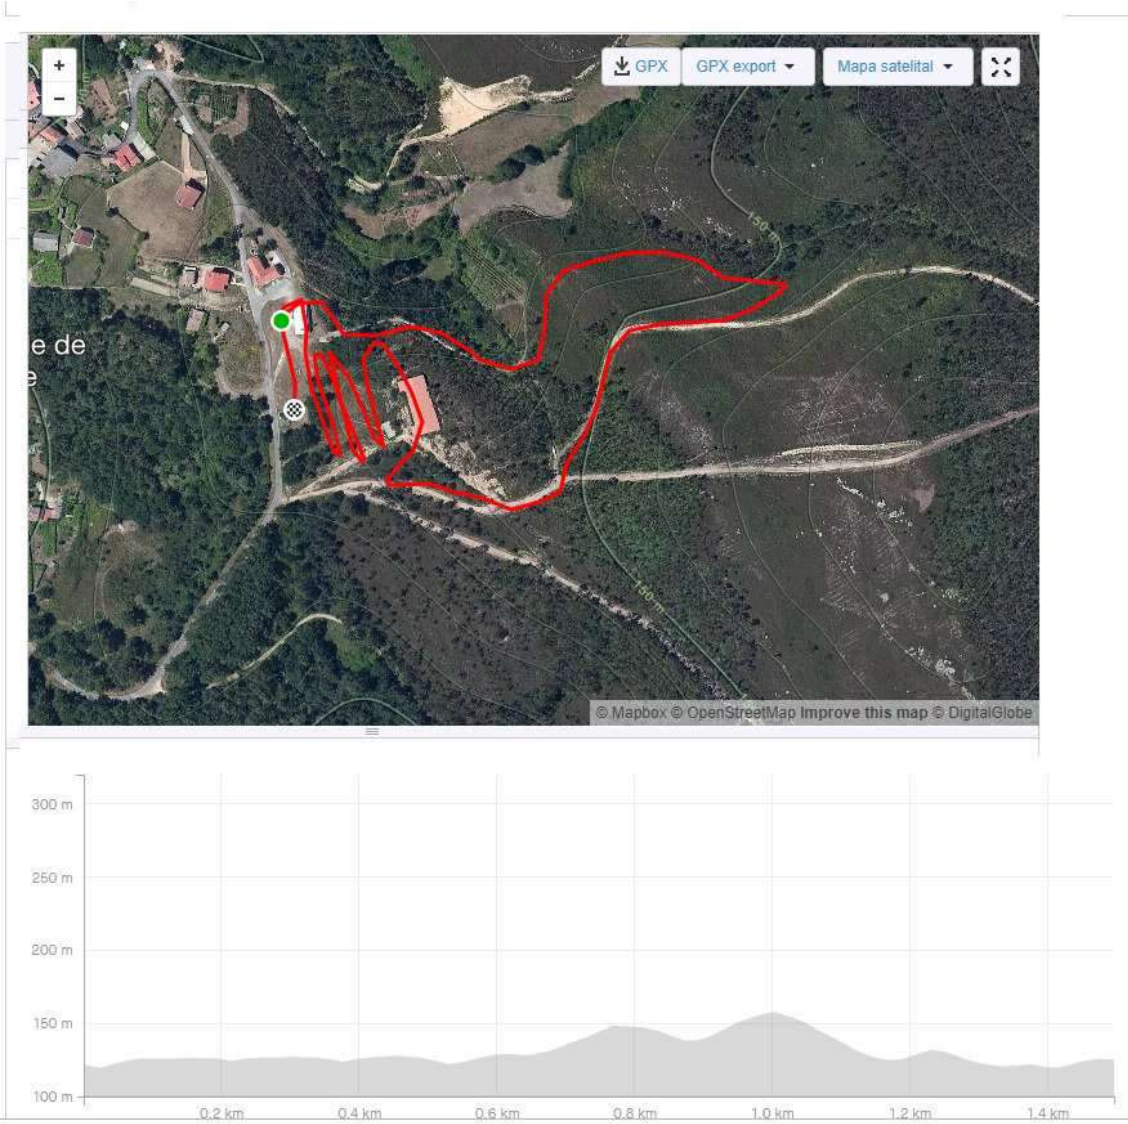 +
GPX
GPX export
Mapa satelital
−
150 m
e de
e
150 m
© Mapbox © OpenStreetMap Improve this map © DigitalGlobe
300 m
250 m
200 m
150 m
100 m
0.2 km
0.4 km
0.6 km
0.8 km
1.0 km
1.2 km
1.4 km